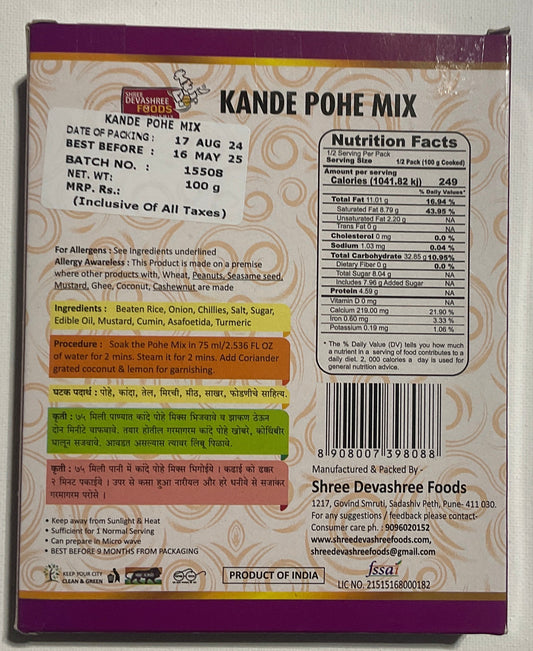 SHREE
DEVASHREE
FOODS
KANDE POHE MIX
KANDE POHE MIX
DATE OF PACKING : 17 AUG 24
BEST BEFORE : 16 MAY 25
BATCH NO. : 15508
NET. WT: 100 g
MRP. Rs.:
(Inclusive Of All Taxes)
Nutrition Facts
1/2 Serving Per Pack
Serving Size 1/2 Pack (100 g Cooked)
Amount per serving
Calories (1041.82 kj) 249
% Daily Values*
Total Fat 11.01 g 16.94 %
Saturated Fat 8.79 g 43.95 %
Unsaturated Fat 2.20 g NA
Trans Fat 0 g NA
Cholesterol 0 mg 0.0 %
Sodium 1.03 mg 0.04 %
Total Carbohydrate 32.85 g 10.95%
Dietary Fiber 0 g 0.0 %
Total Sugar 8.04 g NA
Includes 7.96 g Added Sugar NA
Protein 4.59 g NA
Vitamin D 0 mg NA
Calcium 219.00 mg 21.90 %
Iron 0.60 mg 3.33 %
Potassium 0.19 mg 1.06 %
* The % Daily Value (DV) tells you how much
a nutrient in a serving of food contributes to a
daily diet. 2, 000 calories a day is used for
general nutrition advice.
For Allergens : See Ingredients underlined
Allergy Awareless : This Product is made on a premise
where other products with, Wheat, Peanuts, Seasame seed,
Mustard, Ghee, Coconut, Cashewnut are made
Ingredients : Beaten Rice, Onion, Chillies, Salt, Sugar,
Edible Oil, Mustard, Cumin, Asafoetida, Turmeric
Procedure : Soak the Pohe Mix in 75 ml/2.536 FL OZ
of water for 2 mins. Steam it for 2 mins. Add Coriander
grated coconut & lemon for garnishing.
घटक पदार्थ : पोहे, कांदा, तेल, मिरची, मीठ, साखर, फोडणीचे साहित्य.
कृती : ७५ मिली पाण्यात कांदे पोहे मिक्स भिजवावे व झाकण ठेऊन
दोन मिनीटे वाफवावे. तयार होतील गरमागरम कांदे पोहे खोबरे, कोथिंबीर
घालून सजवावे. आवडत असल्यास त्यावर लिंबू पिळावे.
कृती : ७५ मिली पानी में कांदे पोहे मिक्स भिगोईये । कढाई को ढक्कर
२ मिनट पकाईये । उपर से कसा हुआ नारीयल और हरे धनीये से सजाकर
गरमागरम परोसे ।
• Keep away from Sunlight & Heat
• Sufficient for 1 Normal Serving
• Can prepare in Micro wave
• BEST BEFORE 9 MONTHS FROM PACKAGING
KEEP YOUR CITY
CLEAN & GREEN
PRODUCT OF INDIA
8 908007 398088
Manufactured & Packed By -
Shree Devashree Foods
1217, Govind Smruti, Sadashiv Peth, Pune- 411 030.
For any suggestions / feedback please contact-
Consumer care ph. : 9096020152
www.shreedevashreefoods.com,
shreedevashreefoods@gmail.com
fssai
LIC NO. 21515168000182